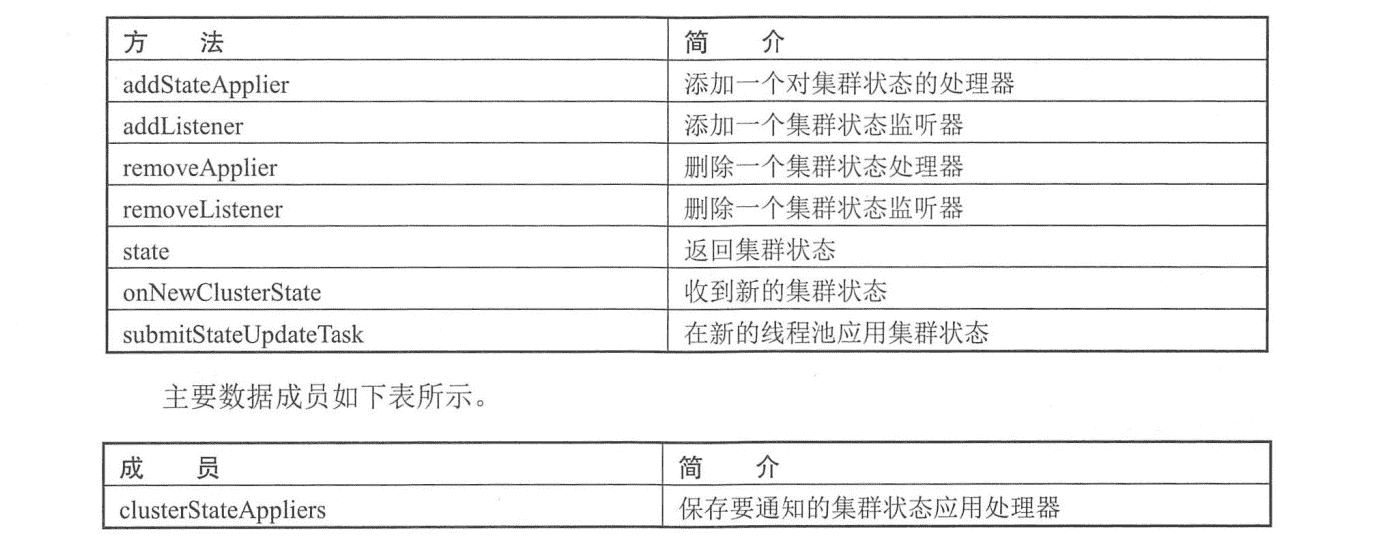 方 法 简 介
addStateApplier 添加一个对集群状态的处理器
addListener 添加一个集群状态监听器
removeApplier 删除一个集群状态处理器
removeListener 删除一个集群状态监听器
state 返回集群状态
onNewClusterState 收到新的集群状态
submitStateUpdateTask 在新的线程池应用集群状态
主要数据成员如下表所示。
成 员 简 介
clusterStateAppliers 保存要通知的集群状态应用处理器